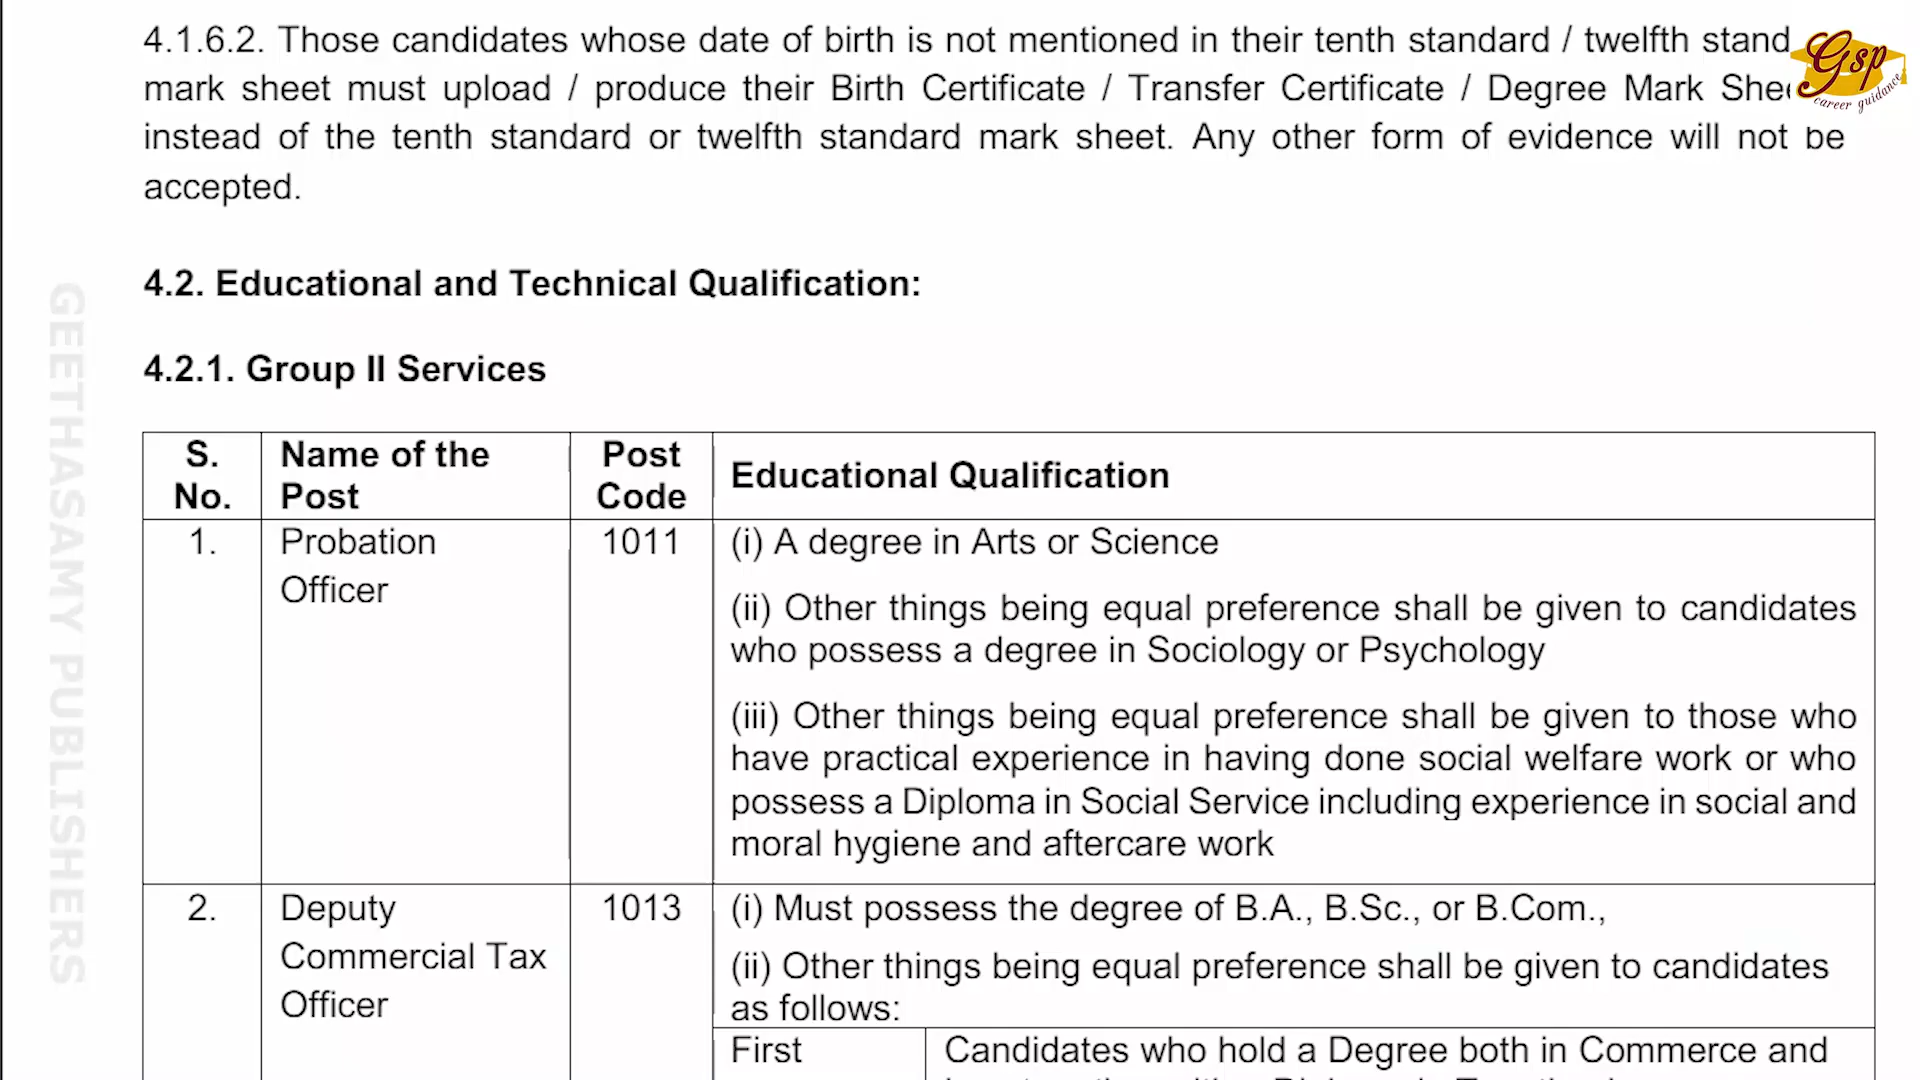 4.1.6.2. Those candidates whose date of birth is not mentioned in their tenth standard / twelfth stand
mark sheet must upload / produce their Birth Certificate / Transfer Certificate / Degree Mark Shee
instead of the tenth standard or twelfth standard mark sheet. Any other form of evidence will not be
accepted.
Gsp
career guidance
GEETHASAMY PUBLISHERS
4.2. Educational and Technical Qualification:
4.2.1. Group II Services
S. No.
Name of the Post
Post Code
Educational Qualification
1.
Probation
Officer
1011
(i) A degree in Arts or Science
(ii) Other things being equal preference shall be given to candidates
who possess a degree in Sociology or Psychology
(iii) Other things being equal preference shall be given to those who
have practical experience in having done social welfare work or who
possess a Diploma in Social Service including experience in social and
moral hygiene and aftercare work
2.
Deputy
Commercial Tax
Officer
1013
(i) Must possess the degree of B.A., B.Sc., or B.Com.,
(ii) Other things being equal preference shall be given to candidates
as follows:
First
Candidates who hold a Degree both in Commerce and